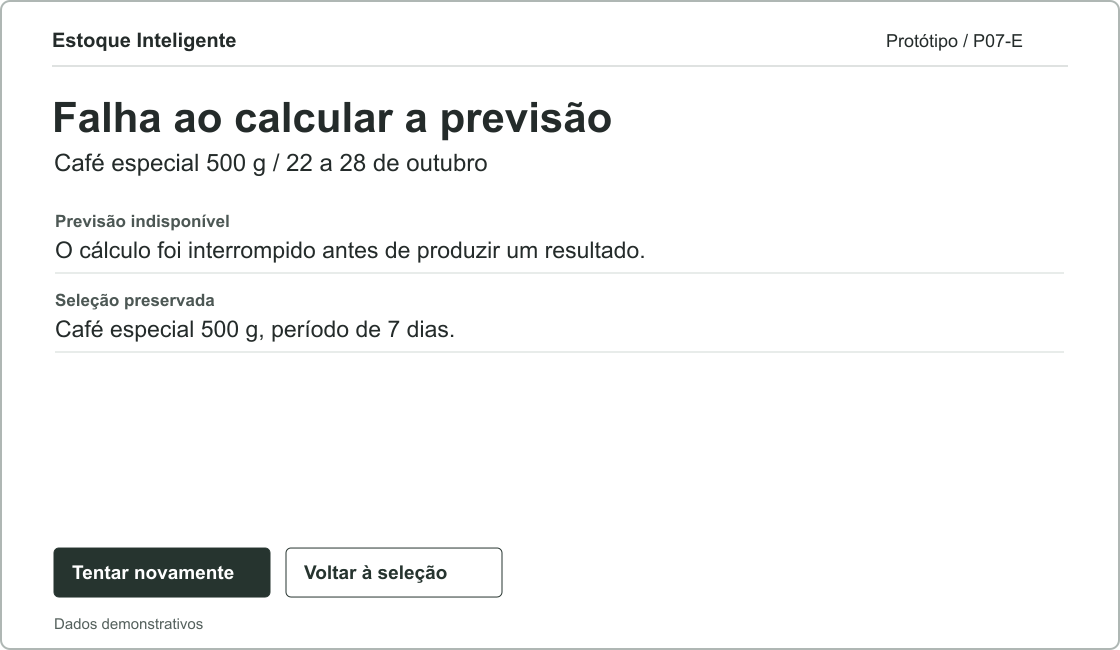 Estoque Inteligente
Protótipo / P07-E
Falha ao calcular a previsão
Café especial 500 g / 22 a 28 de outubro
Previsão indisponível
O cálculo foi interrompido antes de produzir um resultado.
Seleção preservada
Café especial 500 g, período de 7 dias.
Tentar novamente
Voltar à seleção
Dados demonstrativos